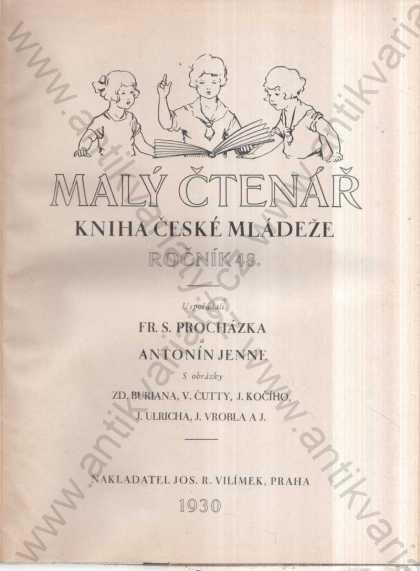 MALÝ ČTENÁŘ
KNIHA ČESKÉ MLÁDEŽE
ROČNÍK 48.
Uspořádali
FR. S. PROCHÁZKA
a
ANTONÍN JENNE
S obrázky
ZD. BURIANA, V. ČUTTY, J. KOČÍHO,
J. ULRICHA, J. VROBLA A J.
NAKLADATEL JOS. R. VILÍMEK, PRAHA
1930